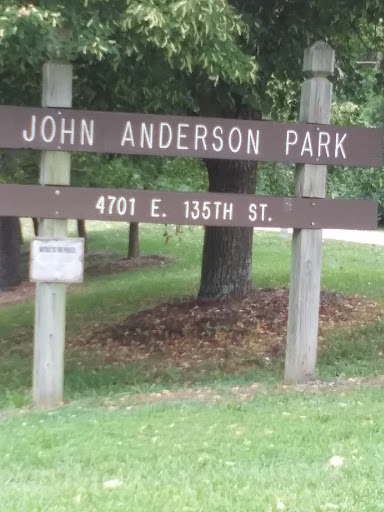 JOHN ANDERSON PARK
4701 E. 135TH ST.